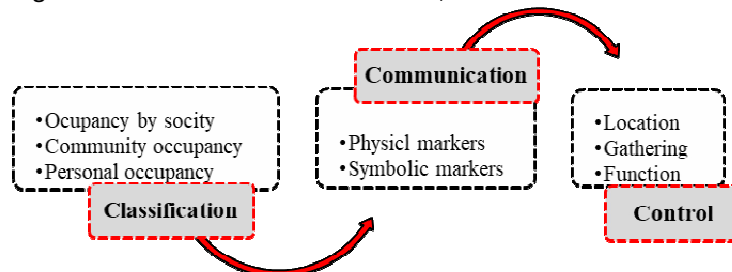 Communication
•Ocupancy by socity
•Community occupancy
•Personal occupancy
Classification
•Physicl markers
•Symbolic markers
•Location
•Gathering
•Function
Control